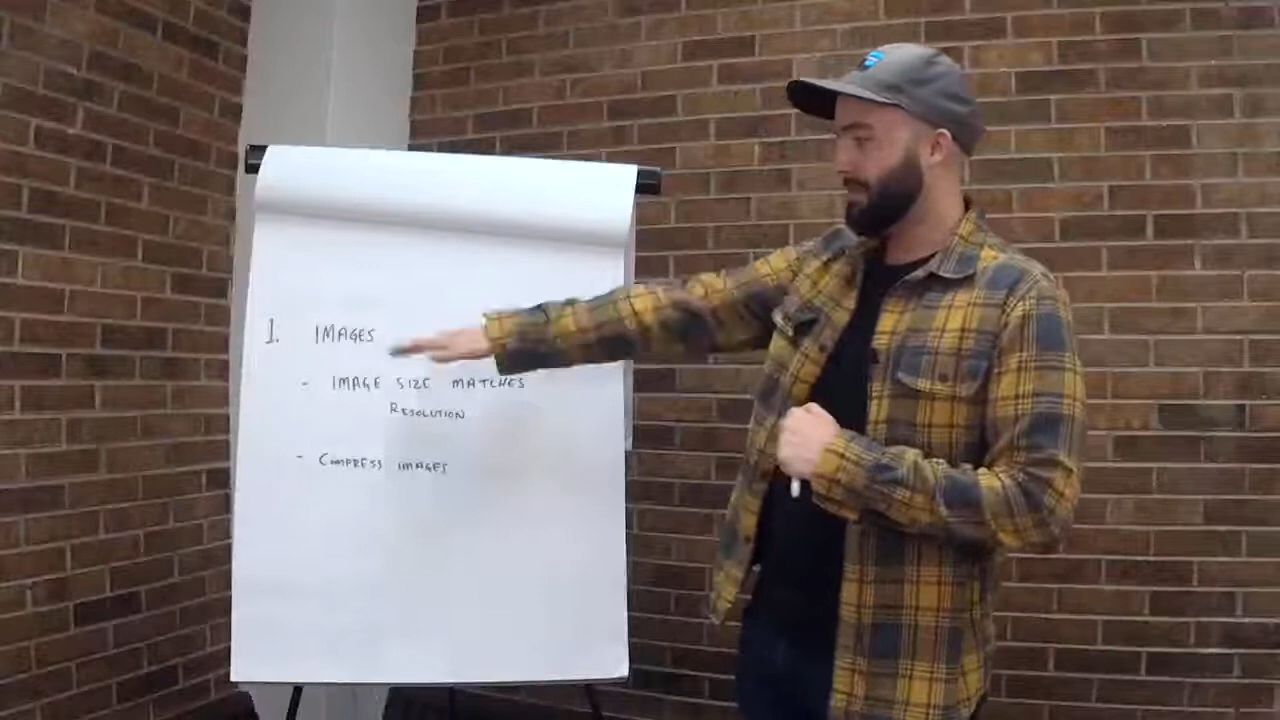 1. IMAGES
- IMAGE SIZE MATCHES
RESOLUTION
- COMPRESS IMAGES